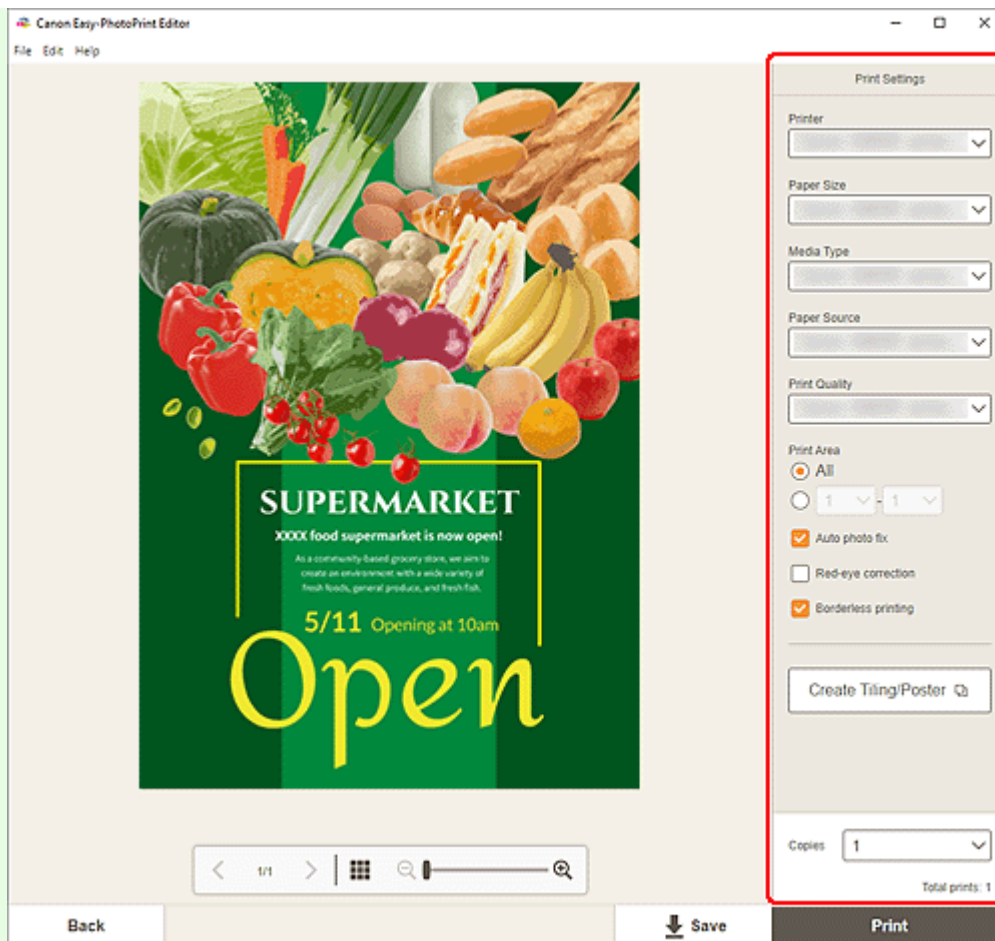 Canon Easy-PhotoPrint Editor
File Edit Help
SUPERMARKET
XXXX food supermarket is now open!
As a community-based grocery store, we aim to
create an environment with a wide variety of
fresh foods, general produce, and fresh fish.
5/11 Opening at 10am
Open
1/1
Back
Save
Print Settings
Printer
Paper Size
Media Type
Paper Source
Print Quality
Print Area
All
1 - 1
Auto photo fix
Red-eye correction
Borderless printing
Create Tiling/Poster
Copies 1
Total prints: 1
Print